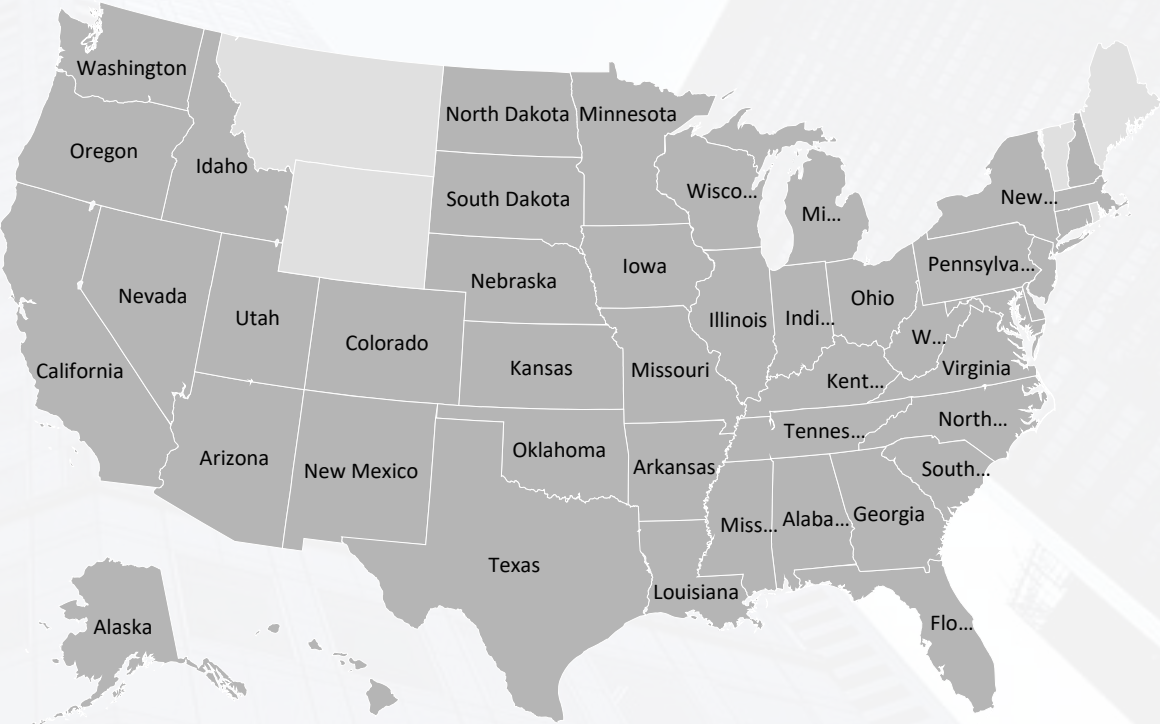 Washington
North Dakota
Minnesota
Oregon
Idaho
South Dakota
Wisco...
Mi...
New...
Nevada
Nebraska
Iowa
Pennsylva...
Utah
Illinois
Indi...
Ohio
California
Colorado
Kansas
Missouri
W...
Virginia
Kent...
Arizona
New Mexico
Oklahoma
Arkansas
Tennes...
North...
South...
Texas
Miss...
Alaba...
Georgia
Louisiana
Alaska
Flo...